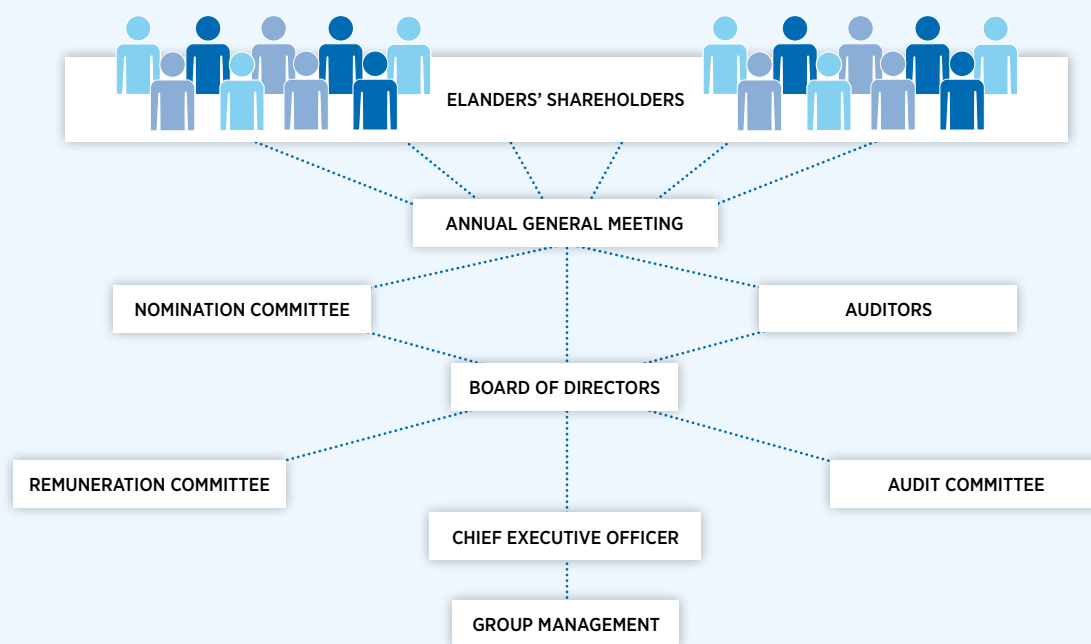 ELANDERS’ SHAREHOLDERS
ANNUAL GENERAL MEETING
NOMINATION COMMITTEE
AUDITORS
BOARD OF DIRECTORS
REMUNERATION COMMITTEE
AUDIT COMMITTEE
CHIEF EXECUTIVE OFFICER
GROUP MANAGEMENT